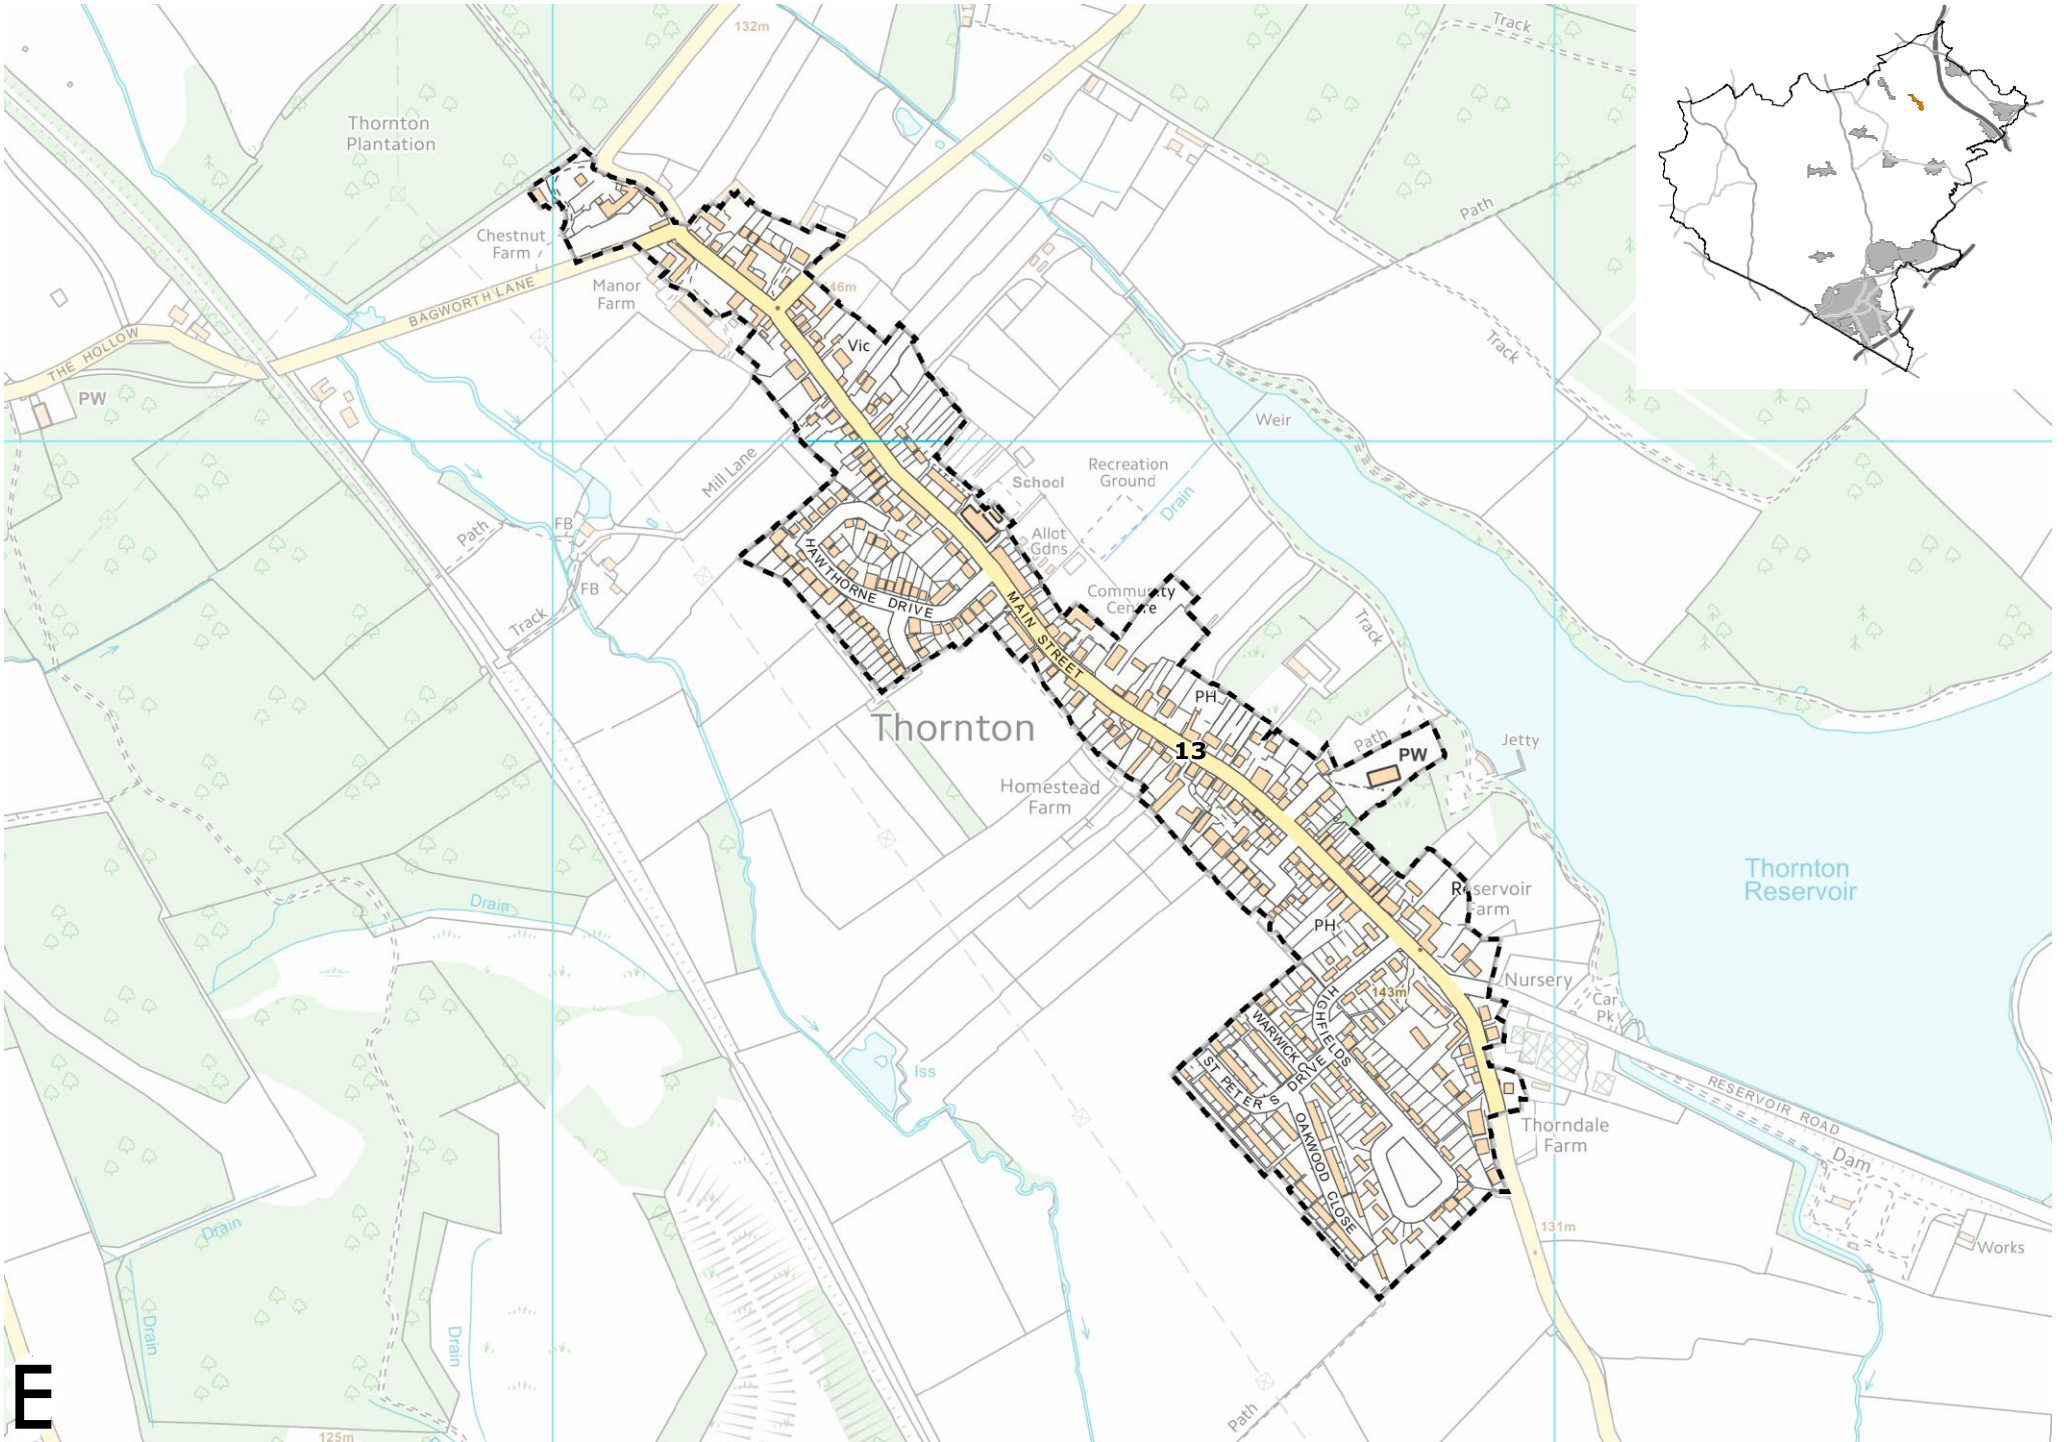 132m
Track
Thornton
Plantation
Path
Chestnut
Farm
Manor
Farm
46m
BAGWORTH LANE
THE HOLLOW
Vic
Track
PW
Weir
Mill Lane
School
Recreation
Ground
Drain
Path
FB
Allot
Gdns
HAWTHORNE DRIVE
FB
Community
Centre
MAIN STREET
Track
Track
PH
Thornton
13
Path
PW
Jetty
Homestead
Farm
Thornton
Reservoir
Reservoir
Farm
Drain
PH
Nursery
143m
Car
Pk
HIGHFIELDS
WARWICK C
ST PETER'S DRIVE
Iss
RESERVOIR ROAD
OAKWOOD CLOSE
Thorndale
Farm
Dam
Drain
131m
Works
Drain
Drain
E
Path
125m